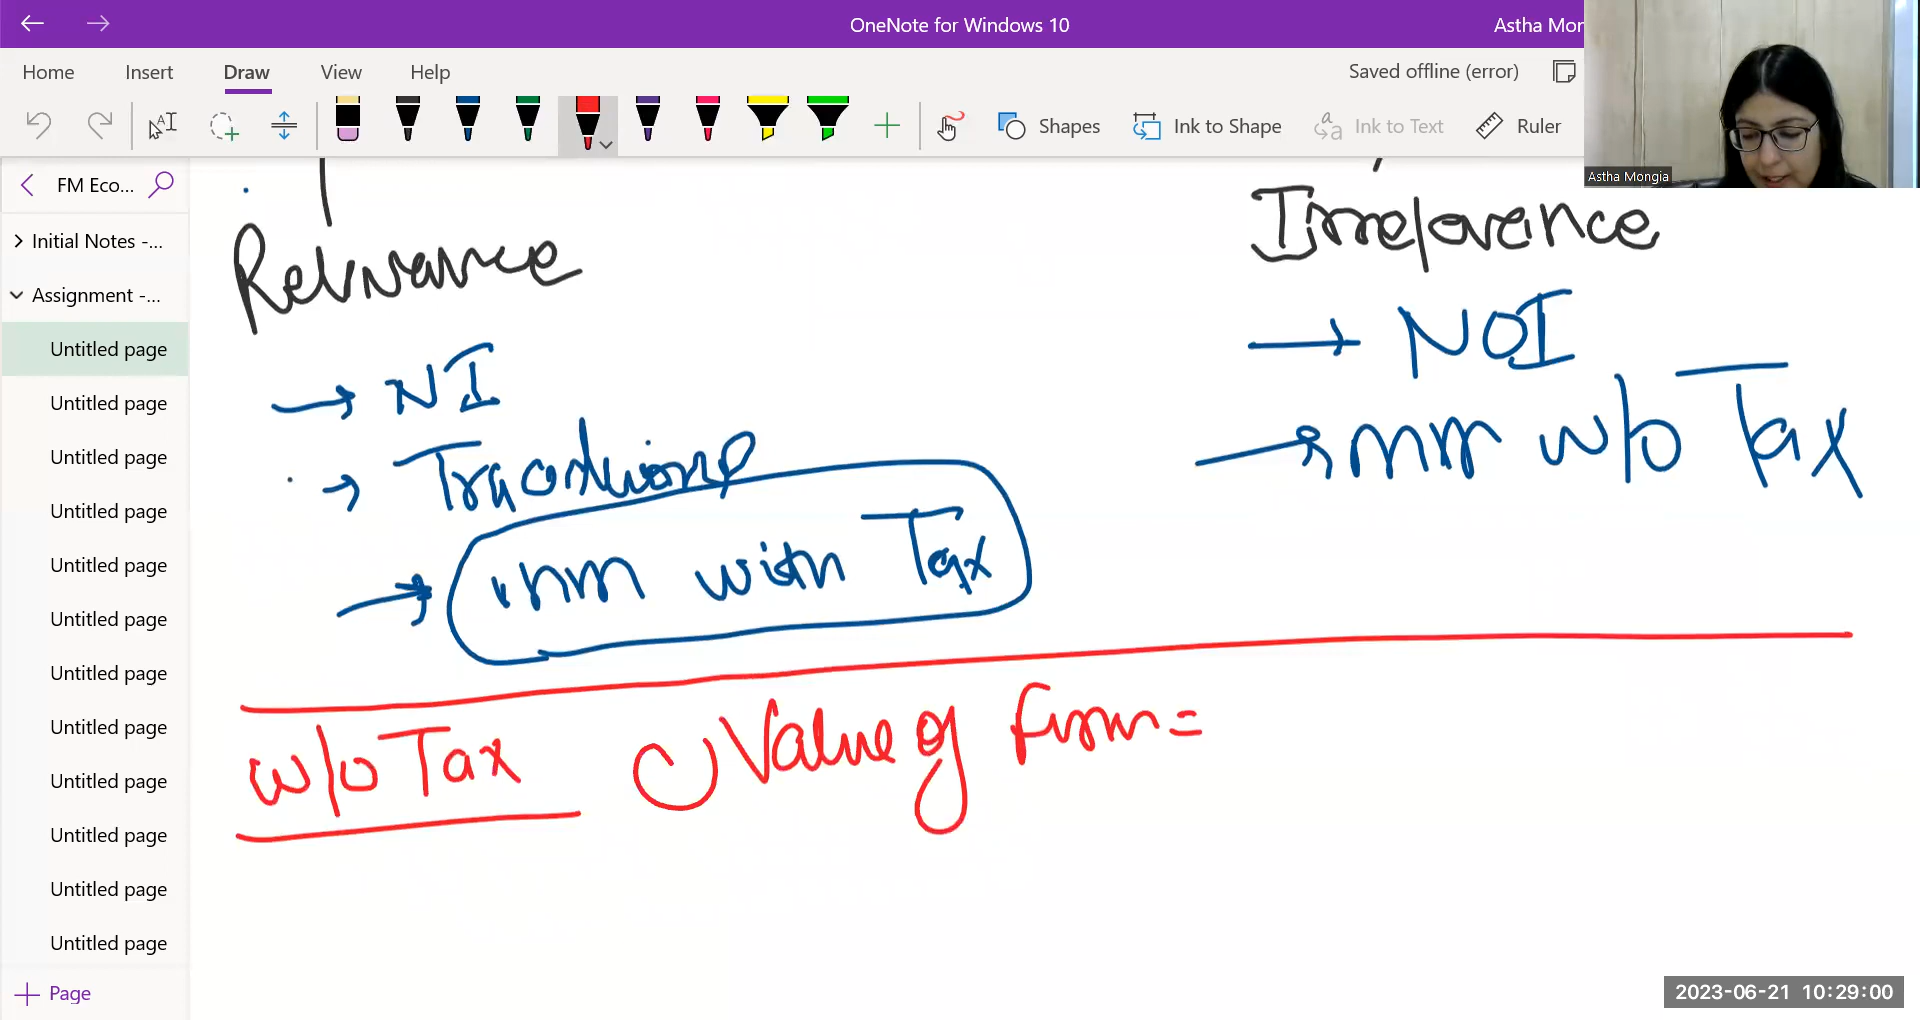 OneNote for Windows 10
Astha Mon
Home Insert Draw View Help
Saved offline (error)
Shapes Ink to Shape Ink to Text Ruler
Astha Mongia
FM Eco...
Initial Notes -...
Assignment -...
Untitled page
Untitled page
Untitled page
Untitled page
Untitled page
Untitled page
Untitled page
Untitled page
Untitled page
Untitled page
Untitled page
Untitled page
Page
Relevance
→ NI
→ Traditional
→ mm with Tax
Irrelevance
→ NOI
→ mm w/o Tax
w/o Tax
Value of firm =
2023-06-21 10:29:00